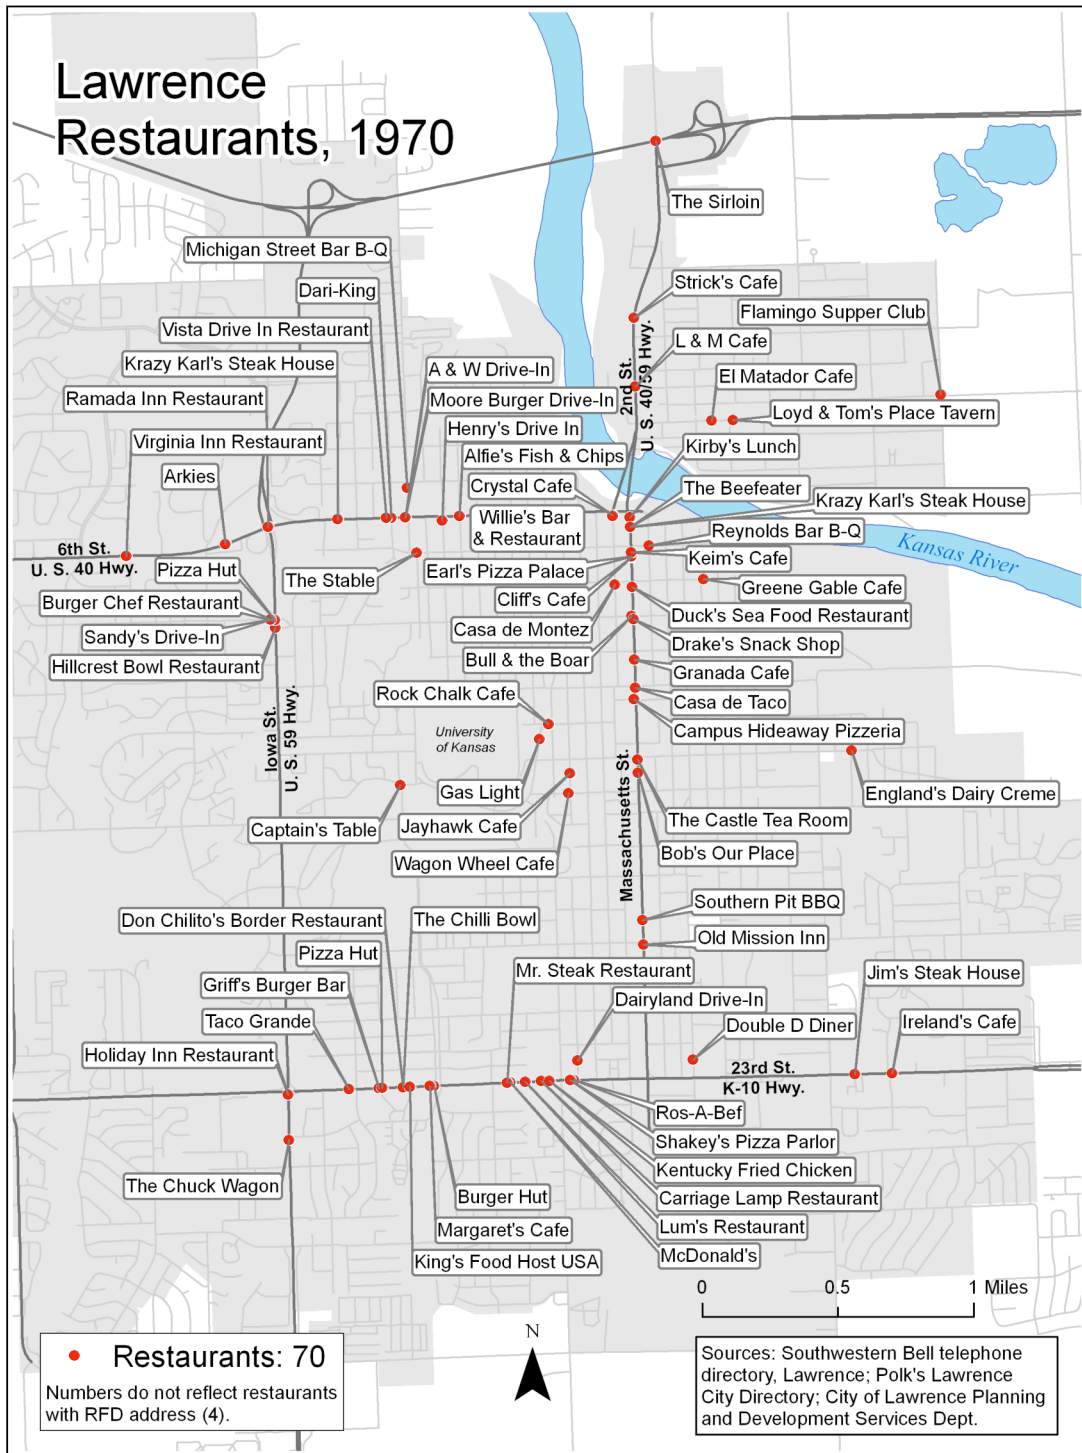 Lawrence
Restaurants, 1970
The Sirloin
Michigan Street Bar B-Q
Dari-King
Strick's Cafe
Flamingo Supper Club
Vista Drive In Restaurant
L & M Cafe
2nd St.
U. S. 40/59 Hwy.
Krazy Karl's Steak House
A & W Drive-In
El Matador Cafe
Ramada Inn Restaurant
Moore Burger Drive-In
Loyd & Tom's Place Tavern
Henry's Drive In
Virginia Inn Restaurant
Kirby's Lunch
Alfie's Fish & Chips
Arkies
Crystal Cafe
The Beefeater
Krazy Karl's Steak House
Willie's Bar
& Restaurant
Reynolds Bar B-Q
Kansas River
6th St.
U. S. 40 Hwy.
Pizza Hut
The Stable
Earl's Pizza Palace
Keim's Cafe
Greene Gable Cafe
Burger Chef Restaurant
Cliff's Cafe
Duck's Sea Food Restaurant
Sandy's Drive-In
Casa de Montez
Drake's Snack Shop
Hillcrest Bowl Restaurant
Bull & the Boar
Granada Cafe
Rock Chalk Cafe
Casa de Taco
Iowa St.
U. S. 59 Hwy.
University
of Kansas
Campus Hideaway Pizzeria
Massachusetts St.
Gas Light
England's Dairy Creme
Captain's Table
Jayhawk Cafe
The Castle Tea Room
Wagon Wheel Cafe
Bob's Our Place
Southern Pit BBQ
Don Chilito's Border Restaurant
The Chilli Bowl
Old Mission Inn
Pizza Hut
Mr. Steak Restaurant
Jim's Steak House
Griff's Burger Bar
Dairyland Drive-In
Taco Grande
Double D Diner
Ireland's Cafe
Holiday Inn Restaurant
23rd St.
K-10 Hwy.
Ros-A-Bef
Shakey's Pizza Parlor
Kentucky Fried Chicken
The Chuck Wagon
Burger Hut
Carriage Lamp Restaurant
Margaret's Cafe
Lum's Restaurant
King's Food Host USA
McDonald's
0 0.5 1 Miles
N
Restaurants: 70
Numbers do not reflect restaurants
with RFD address (4).
Sources: Southwestern Bell telephone
directory, Lawrence; Polk's Lawrence
City Directory; City of Lawrence Planning
and Development Services Dept.